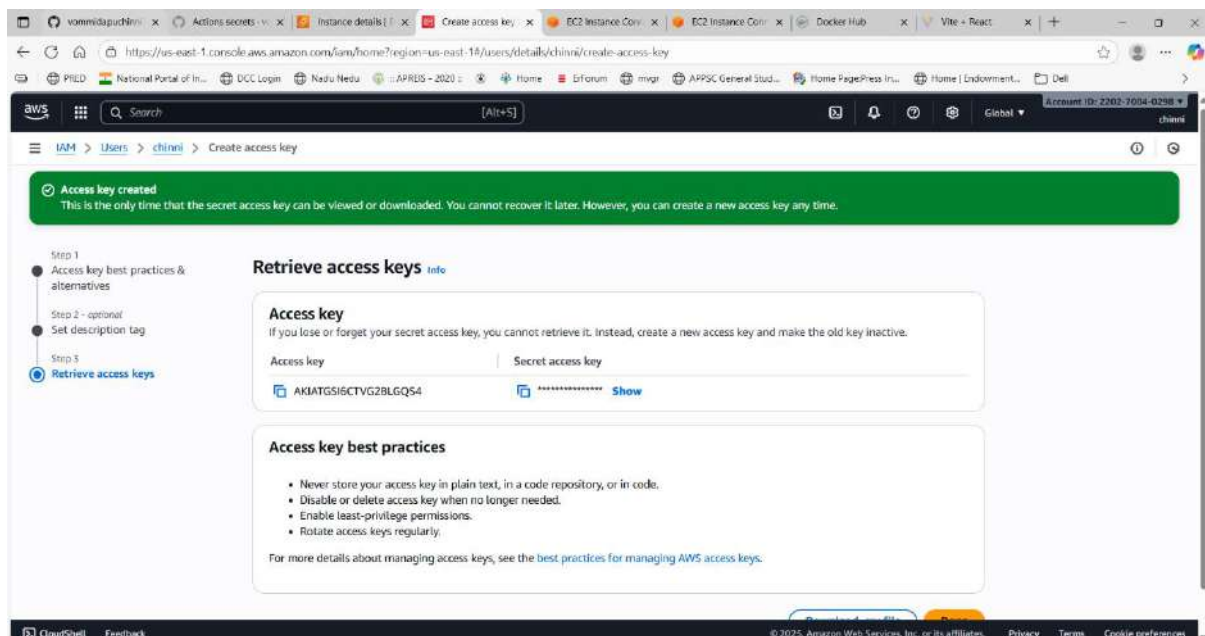 vommidapuchinni
Actions secrets
Instance details
Create access key
EC2 Instance Con
EC2 Instance Conn
Docker Hub
Vite + React
https://us-east-1.console.aws.amazon.com/iam/home?region=us-east-1#/users/details/chinni/create-access-key
PRED
National Portal of In...
DCC Login
Nadu Nedu
APREIS - 2020
Home
Erforum
mvgr
APPSC General Stud...
Home Page:Press In...
Home | Endowment...
Dell
aws
Search
[Alt+S]
Global
Account ID: 2202-7004-0298
chinni
IAM > Users > chinni > Create access key
Access key created
This is the only time that the secret access key can be viewed or downloaded. You cannot recover it later. However, you can create a new access key any time.
Step 1
Access key best practices &
alternatives
Step 2 - optional
Set description tag
Step 3
Retrieve access keys
Retrieve access keys Info
Access key
If you lose or forget your secret access key, you cannot retrieve it. Instead, create a new access key and make the old key inactive.
Access key
Secret access key
AKIATGSI6CTVG2BLGQS4
*************** Show
Access key best practices
• Never store your access key in plain text, in a code repository, or in code.
• Disable or delete access key when no longer needed.
• Enable least-privilege permissions.
• Rotate access keys regularly.
For more details about managing access keys, see the best practices for managing AWS access keys.
CloudShell
Feedback
© 2025, Amazon Web Services, Inc. or its affiliates.
Privacy
Terms
Cookie preferences